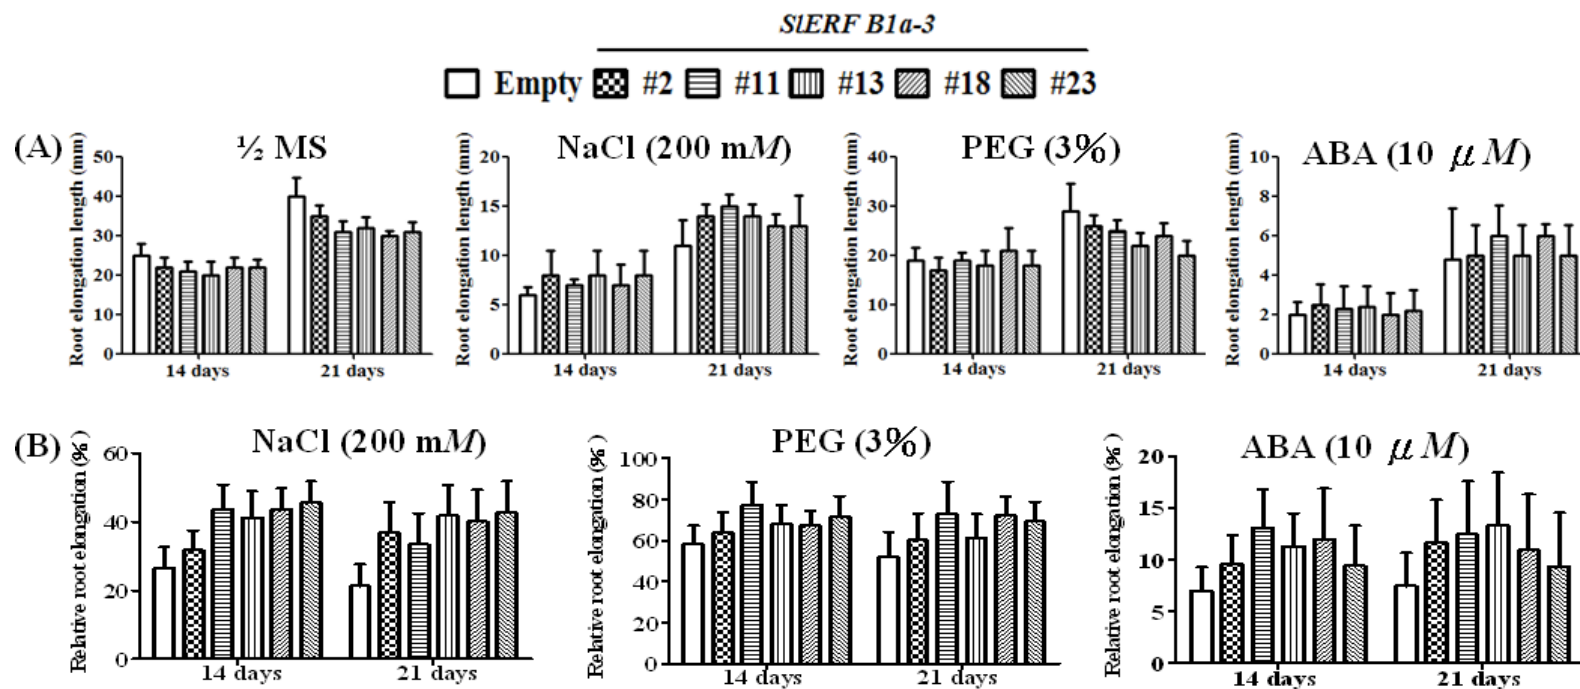 SlERF B1a-3
Empty #2 #11 #13 #18 #23
(A)
½ MS
Root elongation length (mm)
50
40
30
20
10
0
14 days 21 days
NaCl (200 mM)
Root elongation length (mm)
20
15
10
5
0
14 days 21 days
PEG (3%)
Root elongation length (mm)
40
30
20
10
0
14 days 21 days
ABA (10 μM)
Root elongation length (mm)
10
8
6
4
2
0
14 days 21 days
(B)
NaCl (200 mM)
Relative root elongation (%)
60
40
20
0
14 days 21 days
PEG (3%)
Relative root elongation (%)
100
80
60
40
20
0
14 days 21 days
ABA (10 μM)
Relative root elongation (%)
20
15
10
5
0
14 days 21 days